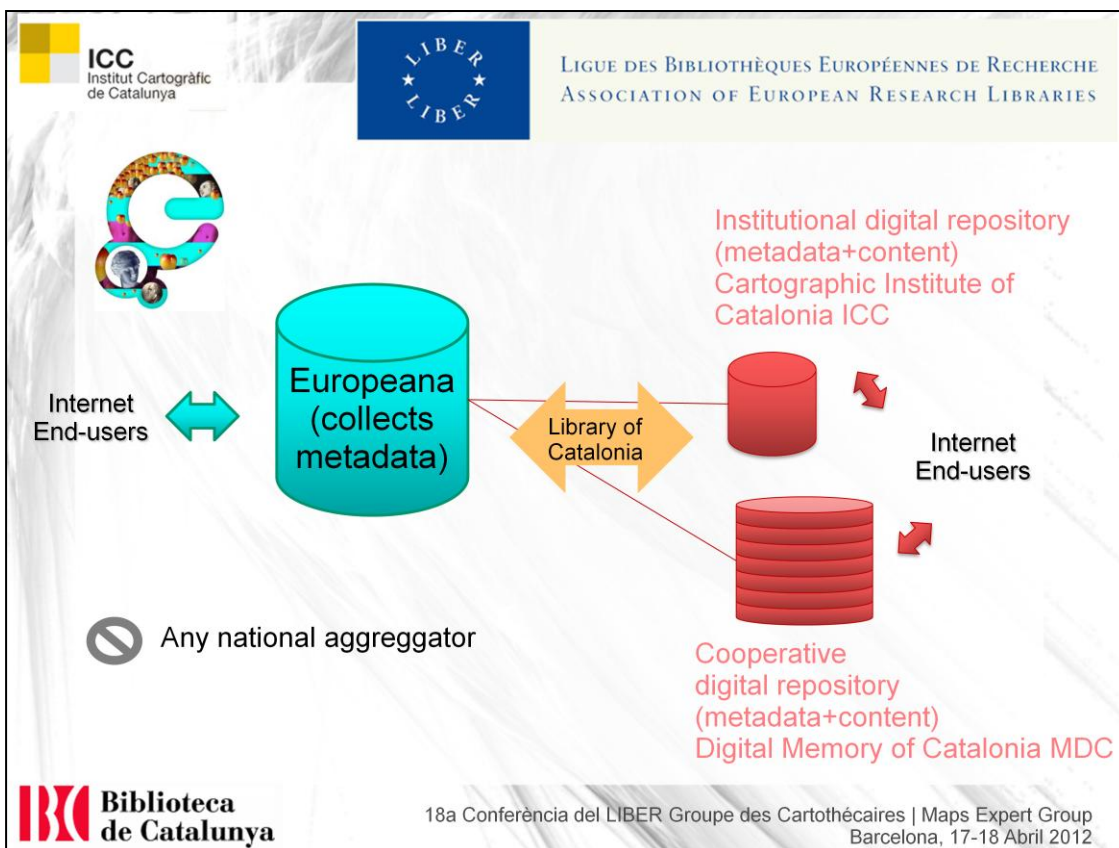 ICC
Institut Cartogràfic
de Catalunya
LIBER
LIBER
LIGUE DES BIBLIOTHÈQUES EUROPÉENNES DE RECHERCHE
ASSOCIATION OF EUROPEAN RESEARCH LIBRARIES
Institutional digital repository
(metadata+content)
Cartographic Institute of
Catalonia ICC
Internet
End-users
Europeana
(collects
metadata)
Library of
Catalonia
Internet
End-users
Any national aggreggator
Cooperative
digital repository
(metadata+content)
Digital Memory of Catalonia MDC
Biblioteca
de Catalunya
18a Conferència del LIBER Groupe des Cartothécaires | Maps Expert Group
Barcelona, 17-18 Abril 2012